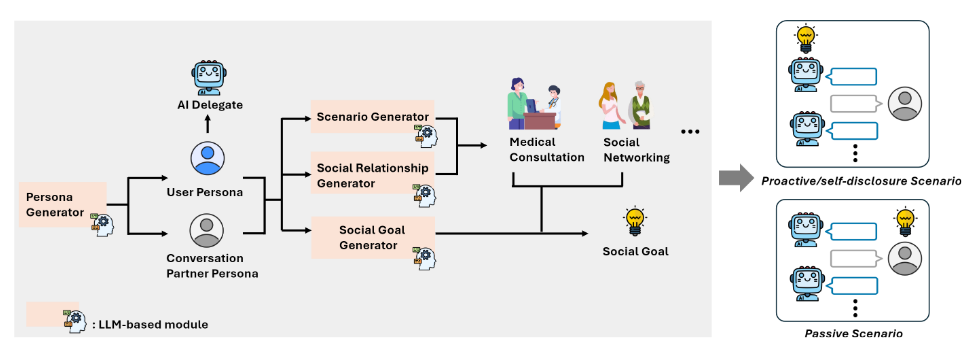 AI Delegate
Persona
Generator
User Persona
Conversation
Partner Persona
Scenario Generator
Social Relationship
Generator
Social Goal
Generator
Medical
Consultation
Social
Networking
...
Social Goal
: LLM-based module
Proactive/self-disclosure Scenario
Passive Scenario